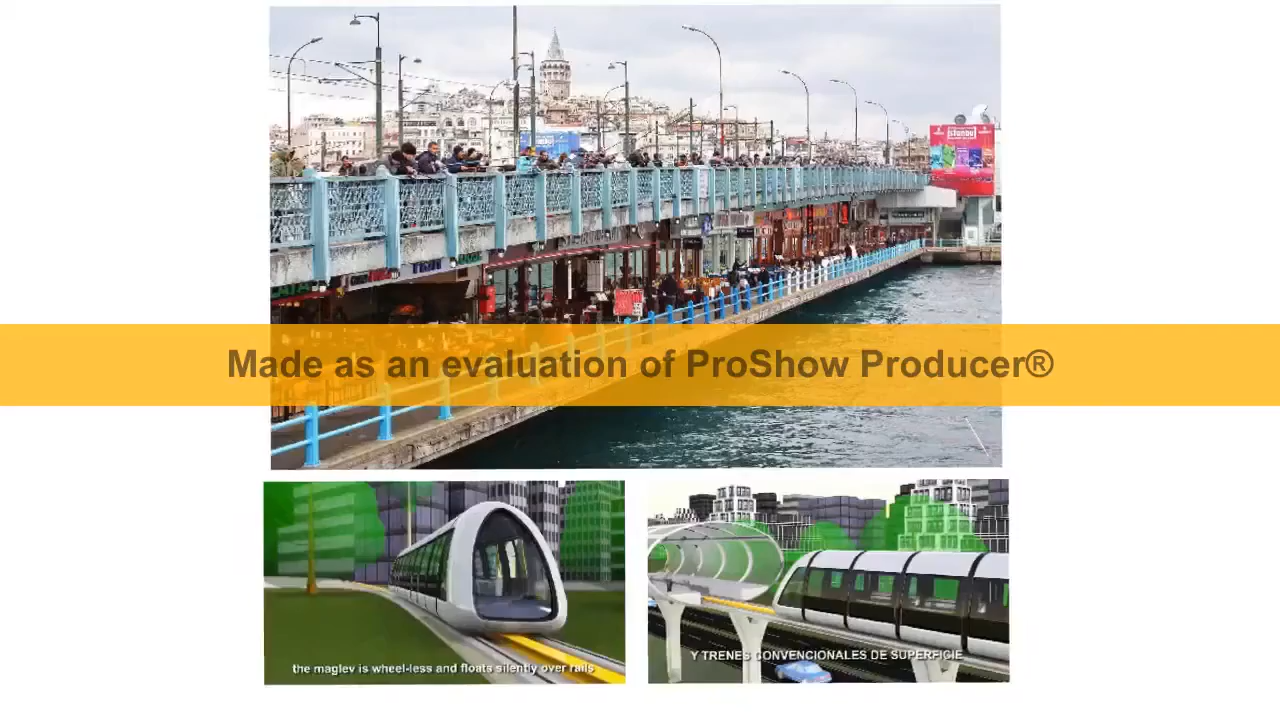 İSTANBUL
Made as an evaluation of ProShow Producer®
the maglev is wheel-less and floats silently over rails
Y TRENES CONVENCIONALES DE SUPERFICIE